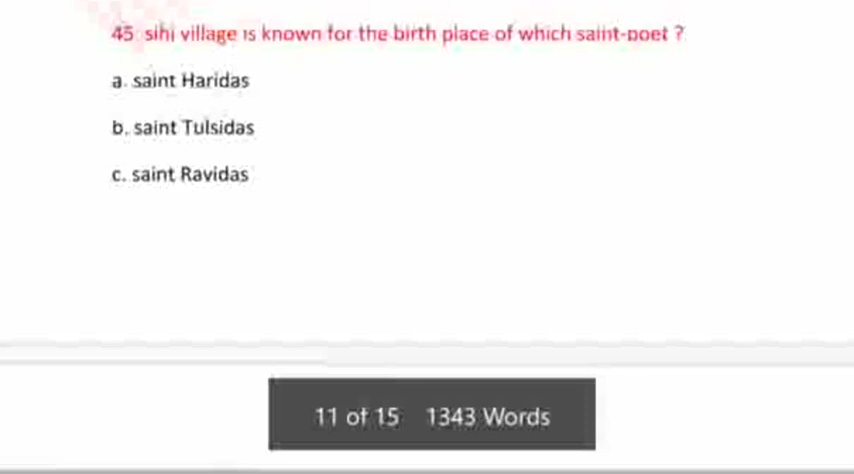 45. sihi village is known for the birth place of which saint-poet ?
a. saint Haridas
b. saint Tulsidas
c. saint Ravidas
11 of 15 1343 Words